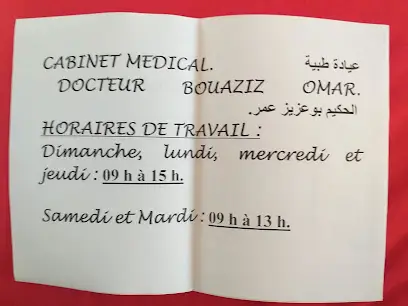 CABINET MEDICAL. عيادة طبية
DOCTEUR BOUAZIZ OMAR.
الحكيم بوعزيز عمر.
HORAIRES DE TRAVAIL :
Dimanche, lundi, mercredi et
jeudi : 09 h à 15 h.
Samedi et Mardi : 09 h à 13 h.